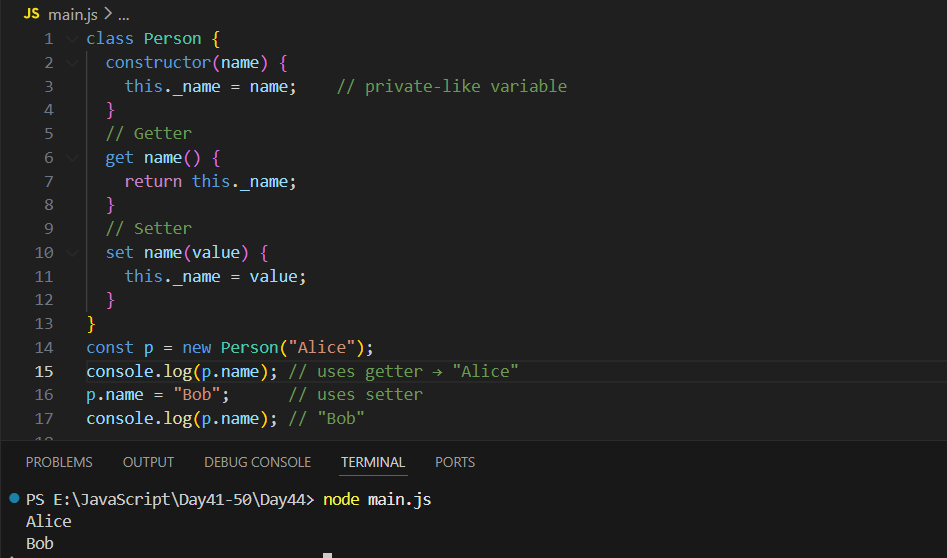 JS main.js > ...
1 class Person {
2 constructor(name) {
3 this._name = name; // private-like variable
4 }
5 // Getter
6 get name() {
7 return this._name;
8 }
9 // Setter
10 set name(value) {
11 this._name = value;
12 }
13 }
14 const p = new Person("Alice");
15 console.log(p.name); // uses getter → "Alice"
16 p.name = "Bob"; // uses setter
17 console.log(p.name); // "Bob"
18
PROBLEMS OUTPUT DEBUG CONSOLE TERMINAL PORTS
PS E:\JavaScript\Day41-50\Day44> node main.js
Alice
Bob